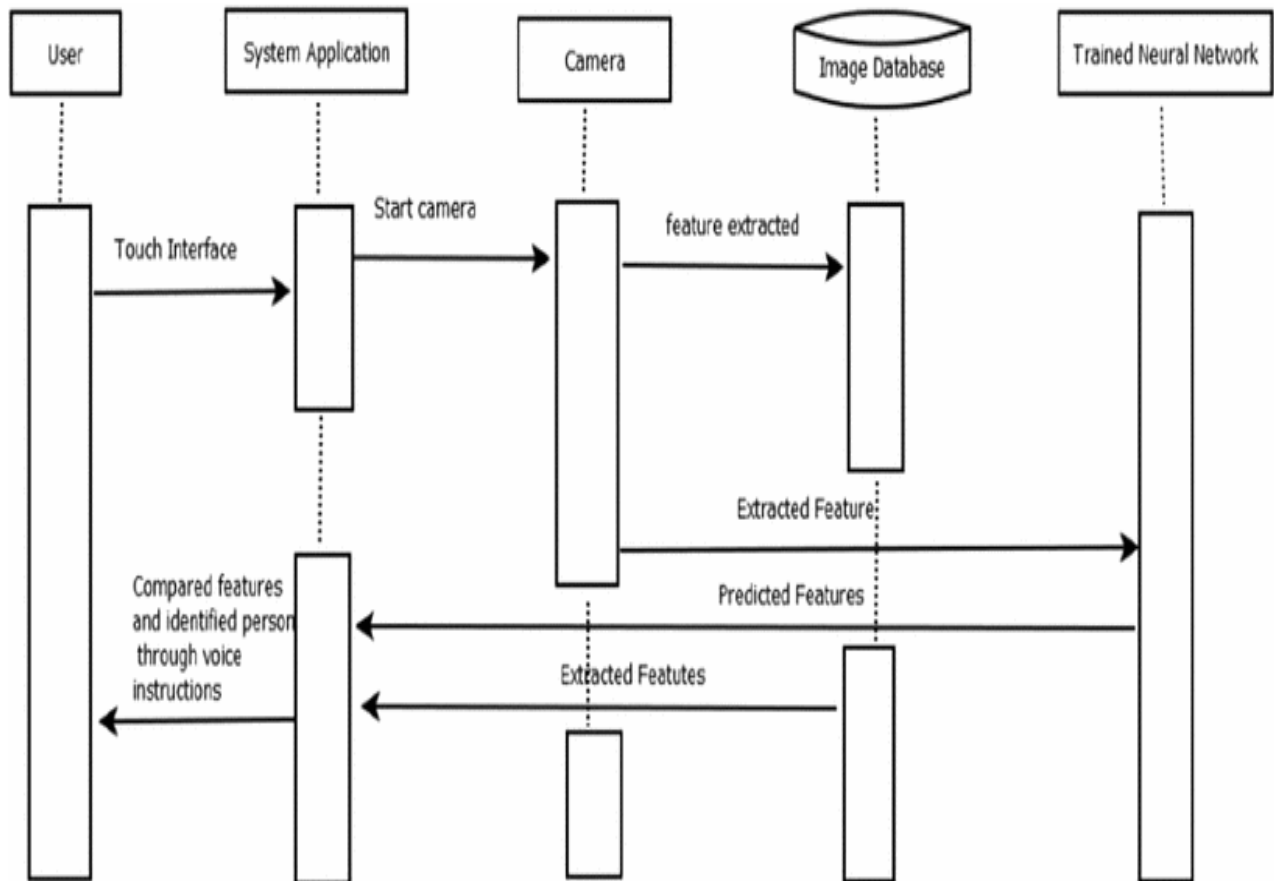 User
System Application
Camera
Image Database
Trained Neural Network
Start camera
feature extracted
Touch Interface
Extracted Feature
Predicted Features
Compared features
and identified person
through voice
instructions
Extracted Featutes